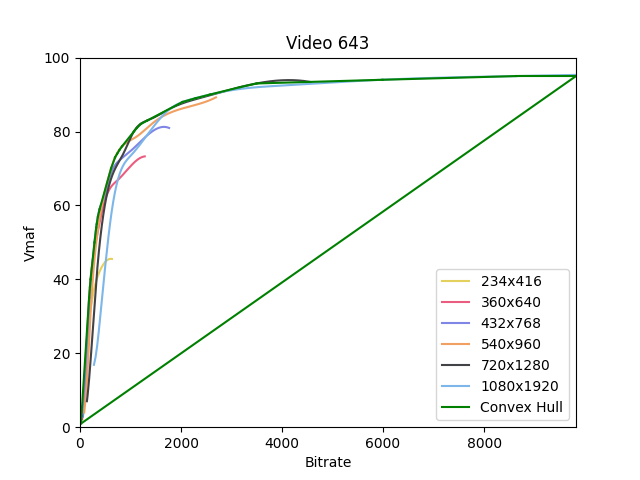 Video 643
100
80
60
40
20
0
Vmaf
0
2000
4000
6000
8000
Bitrate
234x416
360x640
432x768
540x960
720x1280
1080x1920
Convex Hull